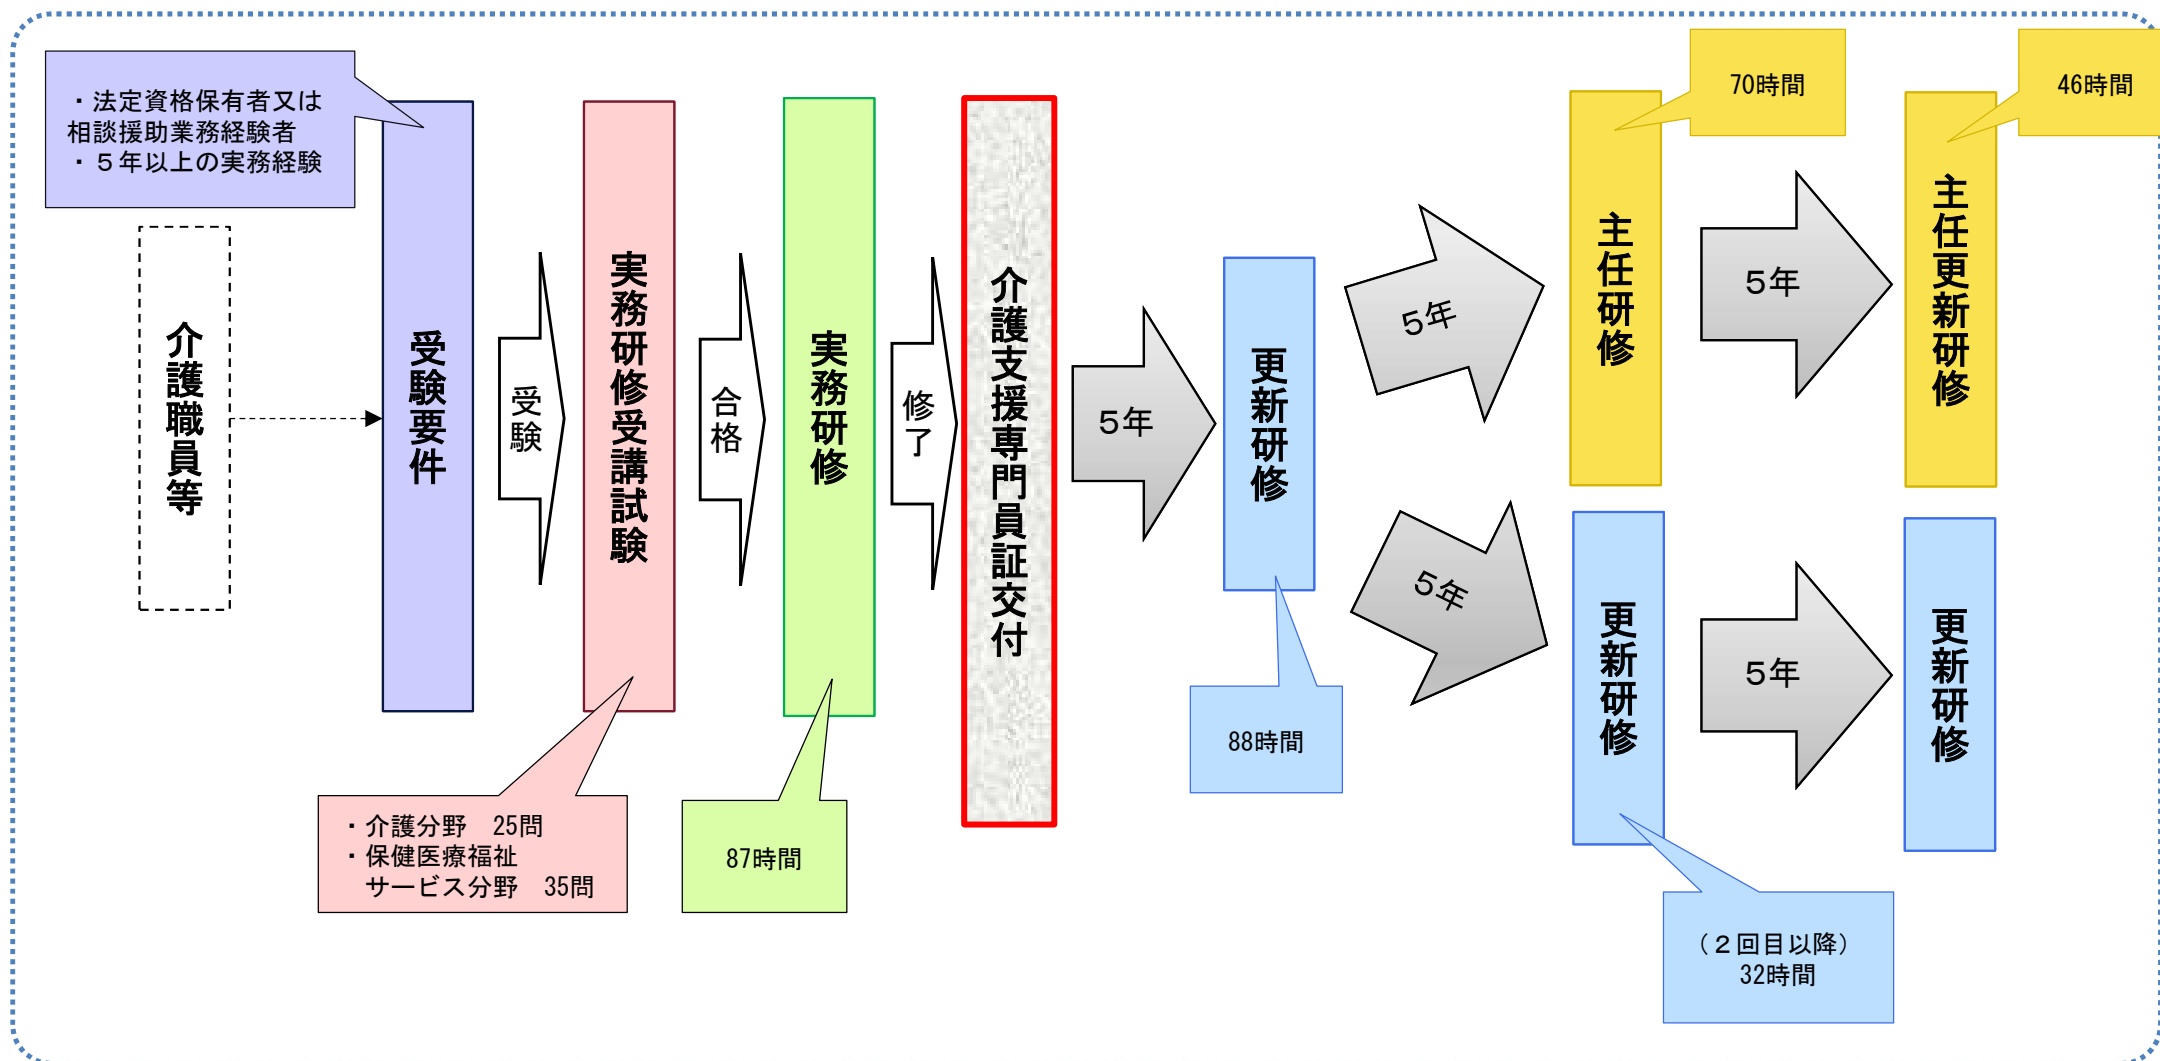 ・法定資格保有者又は
相談援助業務経験者
・５年以上の実務経験
介護職員等
受験要件
受験
実務研修受講試験
・介護分野　25問
・保健医療福祉
サービス分野　35問
合格
実務研修
87時間
修了
介護支援専門員証交付
５年
更新研修
88時間
５年
主任研修
70時間
５年
主任更新研修
46時間
５年
更新研修
（２回目以降）
32時間
５年
更新研修